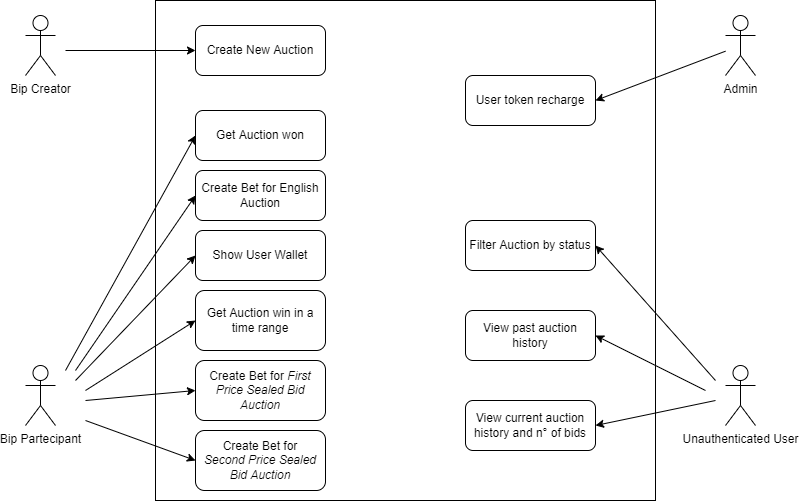 Bip Creator
Create New Auction
User token recharge
Admin
Get Auction won
Create Bet for English
Auction
Show User Wallet
Get Auction win in a
time range
Create Bet for First
Price Sealed Bid
Auction
Create Bet for
Second Price Sealed
Bid Auction
Bip Partecipant
Filter Auction by status
View past auction
history
View current auction
history and n° of bids
Unauthenticated User